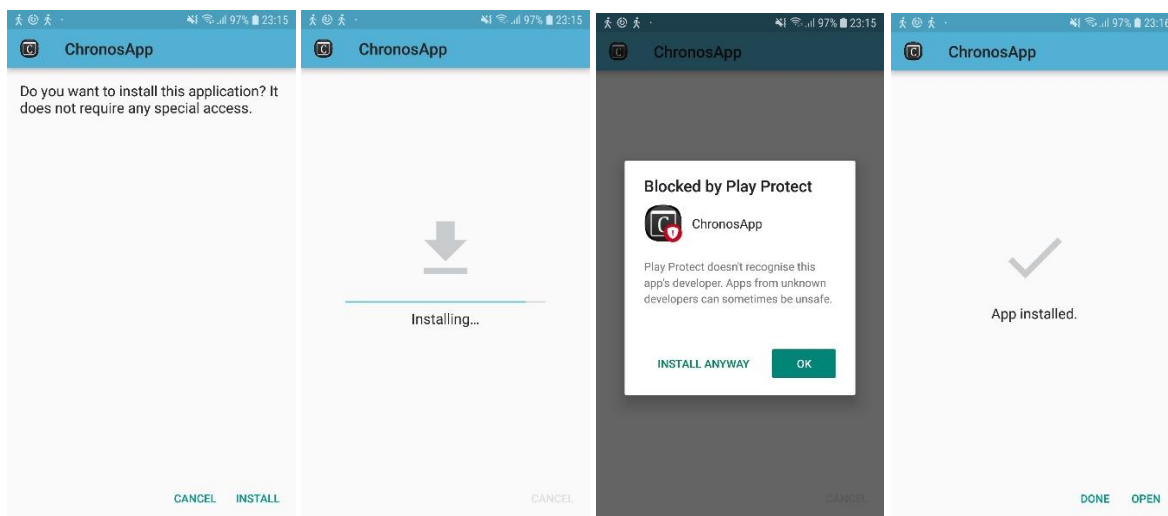 97% 23:15
ChronosApp
Do you want to install this application? It
does not require any special access.
CANCEL INSTALL
97% 23:15
ChronosApp
Installing...
CANCEL
97% 23:15
ChronosApp
Blocked by Play Protect
C
ChronosApp
Play Protect doesn't recognise this
app's developer. Apps from unknown
developers can sometimes be unsafe.
INSTALL ANYWAY OK
CANCEL
97% 23:16
ChronosApp
App installed.
DONE OPEN